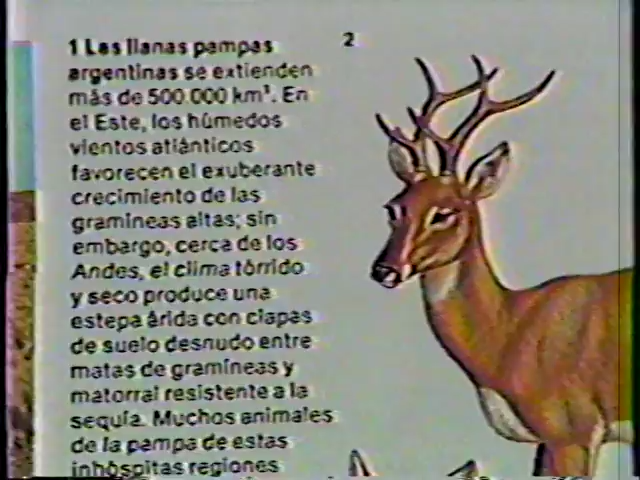 1 Las llanas pampas
argentinas se extienden
más de 500.000 km². En
el Este, los húmedos
vientos atlánticos
favorecen el exuberante
crecimiento de las
gramíneas altas; sin
embargo, cerca de los
Andes, el clima tórrido
y seco produce una
estepa árida con clapas
de suelo desnudo entre
matas de gramíneas y
matorral resistente a la
sequía. Muchos animales
de la pampa de estas
inhóspitas regiones
2